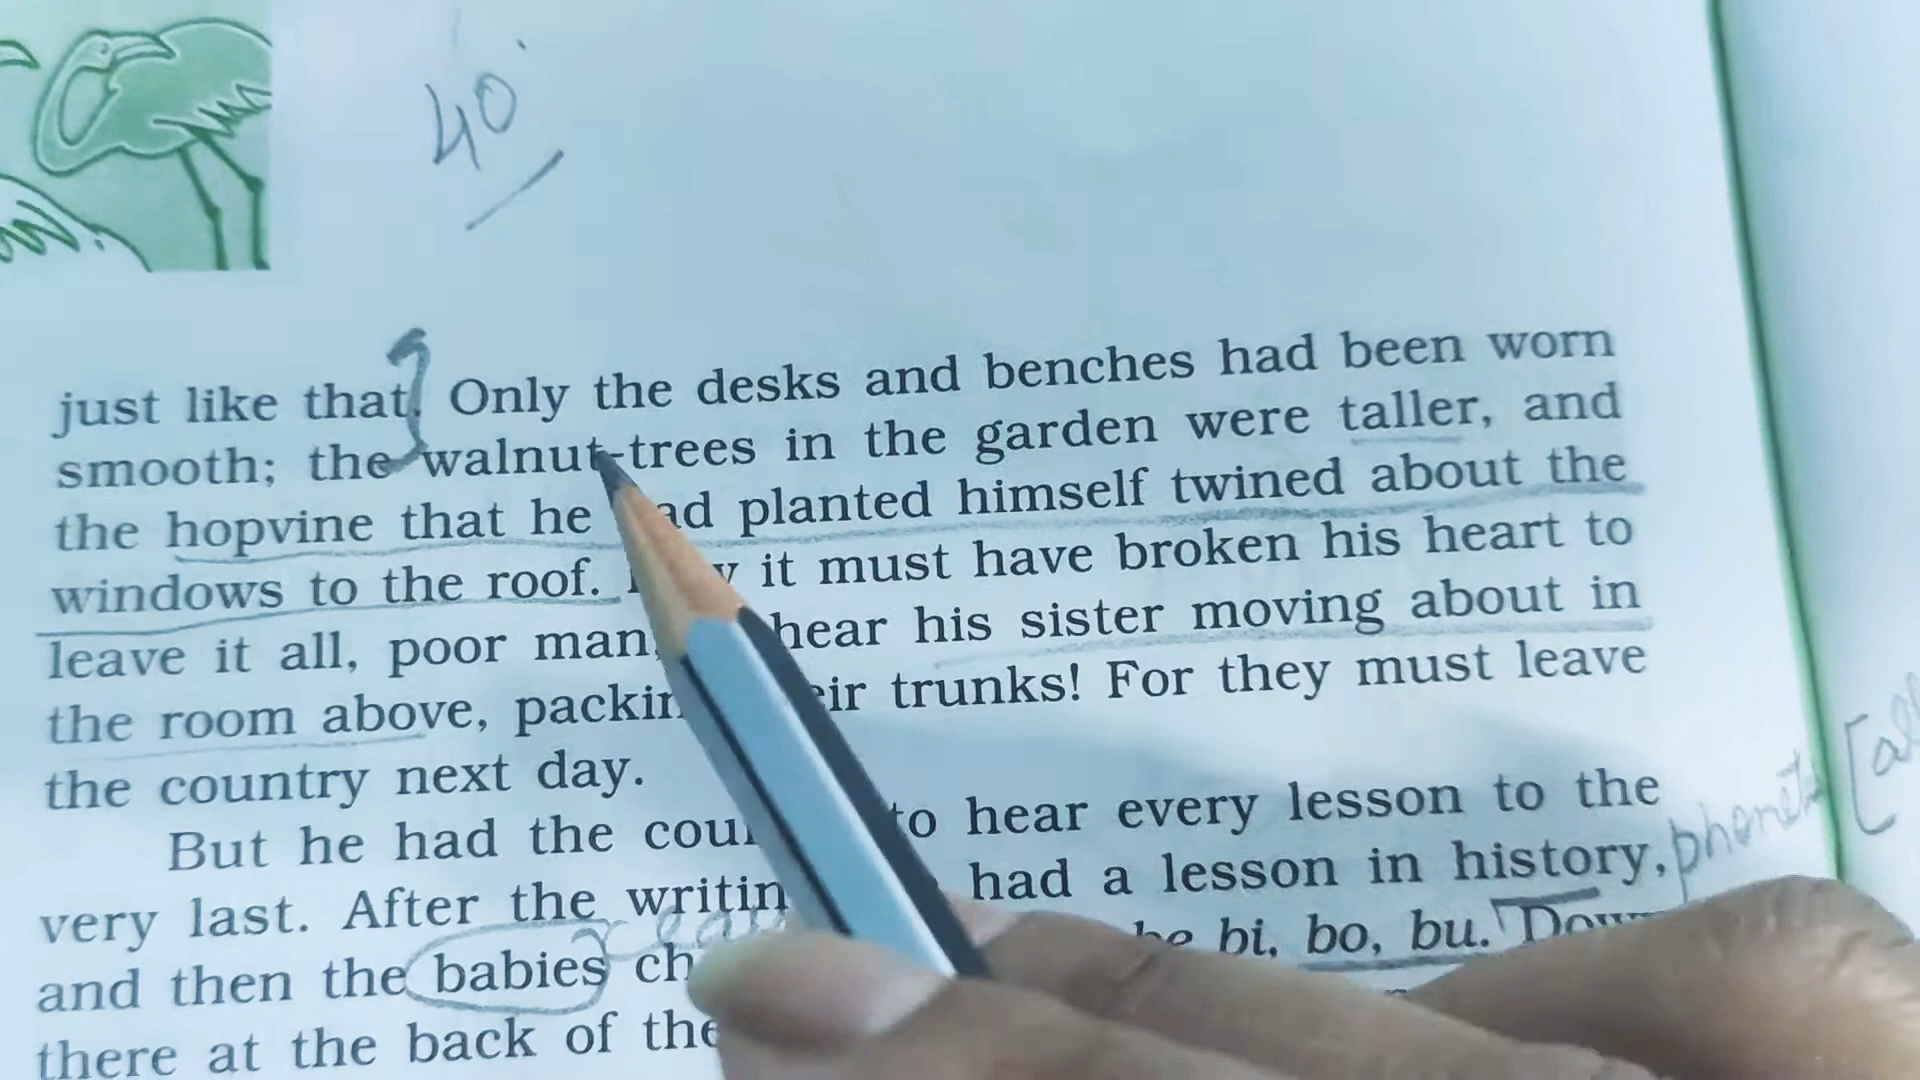 40
just like that. Only the desks and benches had been worn
smooth; the walnut-trees in the garden were taller, and
the hopvine that he had planted himself twined about the
windows to the roof. it must have broken his heart to
leave it all, poor man, hear his sister moving about in
the room above, packin eir trunks! For they must leave
the country next day.
But he had the cou to hear every lesson to the
very last. After the writin had a lesson in history,
and then the babies ch bi, bo, bu. Down
there at the back of the